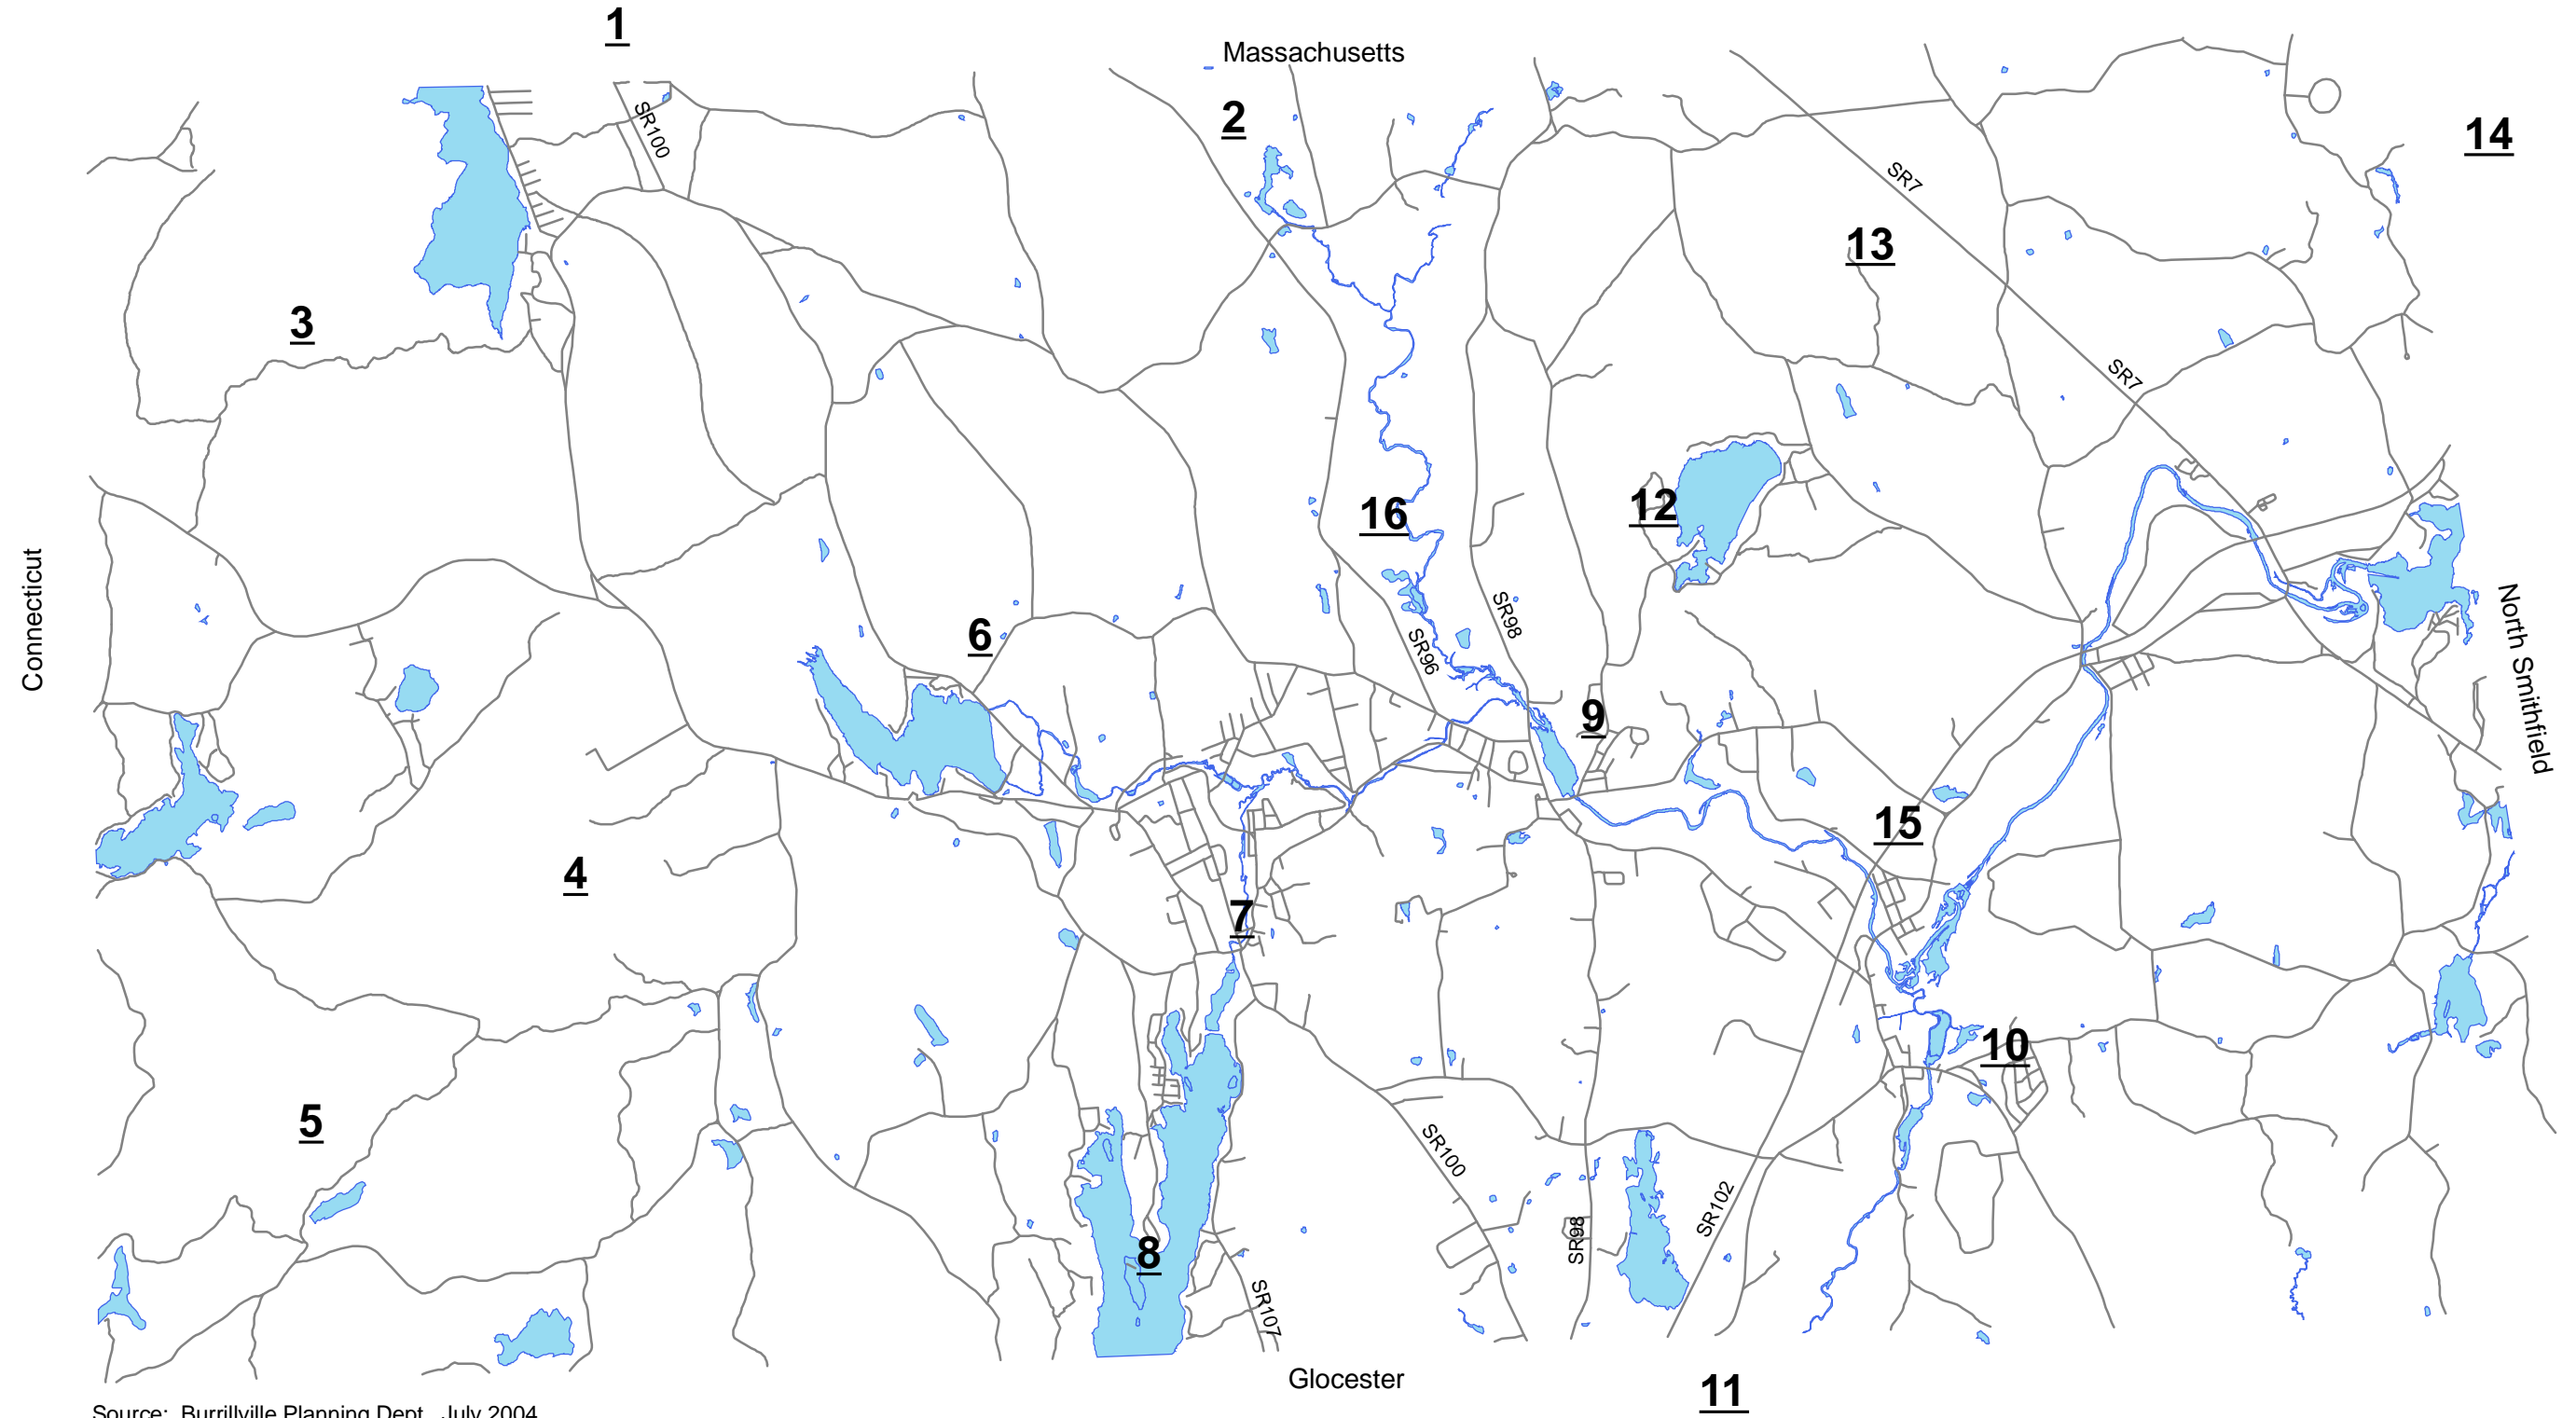 1
Massachusetts
SR100
2
14
SR7
13
3
SR7
16
12
Connecticut
SR98
North Smithfield
6
SR96
9
15
4
7
10
5
SR100
SR102
SR98
8
SR107
Glocester
11
Source: Burrillville Planning Dept., July 2004